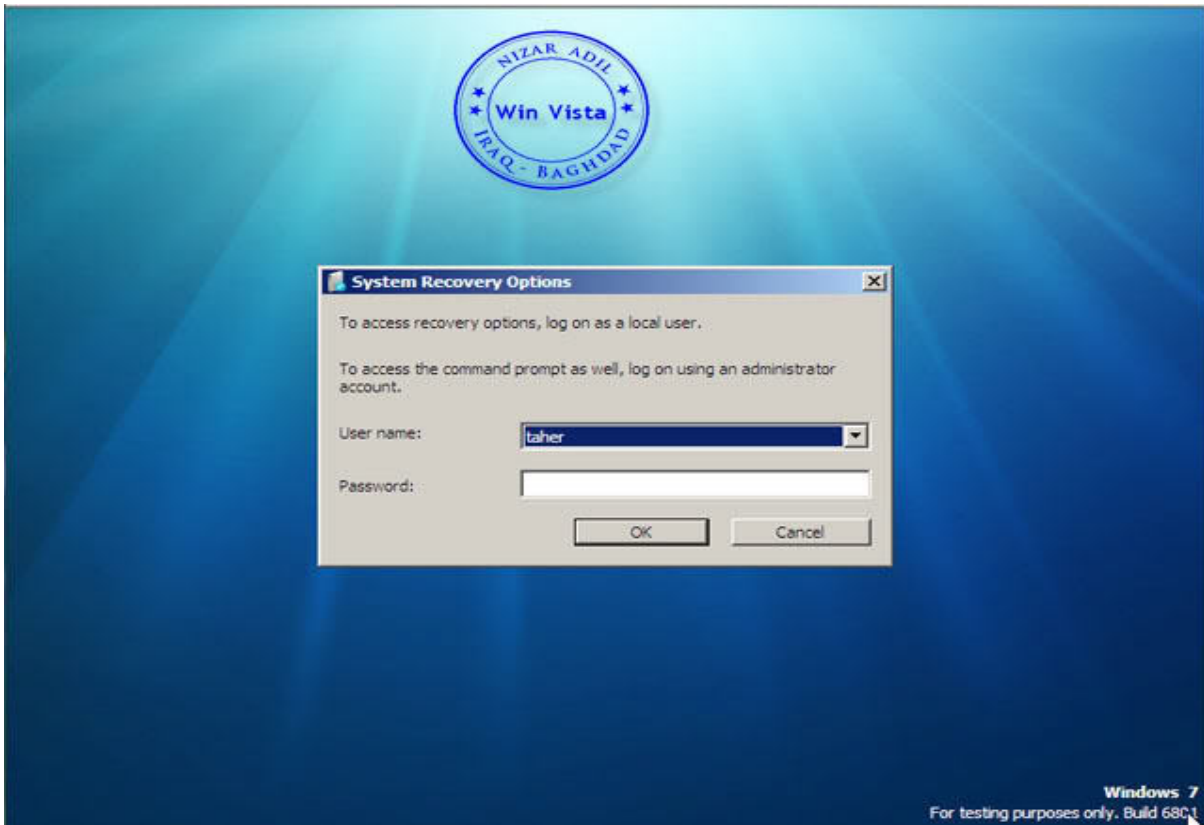 NIZAR ADIL
Win Vista
IRAQ - BAGHDAD
System Recovery Options
To access recovery options, log on as a local user.
To access the command prompt as well, log on using an administrator
account.
User name:
taher
Password:
OK
Cancel
Windows 7
For testing purposes only. Build 6801